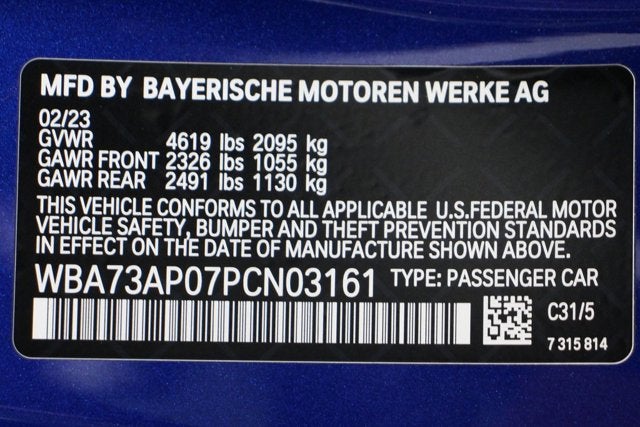 MFD BY BAYERISCHE MOTOREN WERKE AG
02/23
GVWR 4619 lbs 2095 kg
GAWR FRONT 2326 lbs 1055 kg
GAWR REAR 2491 lbs 1130 kg
THIS VEHICLE CONFORMS TO ALL APPLICABLE U.S.FEDERAL MOTOR
VEHICLE SAFETY, BUMPER AND THEFT PREVENTION STANDARDS
IN EFFECT ON THE DATE OF MANUFACTURE SHOWN ABOVE.
WBA73AP07PCN03161 TYPE: PASSENGER CAR
C31/5
7 315 814